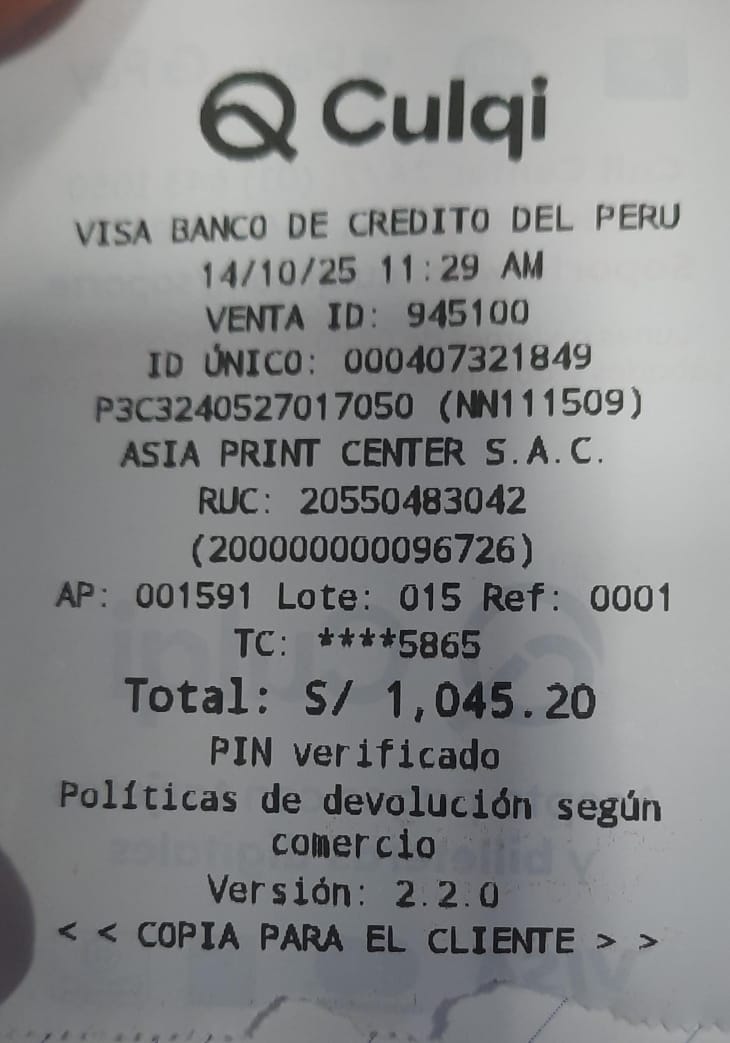 Culqi
VISA BANCO DE CREDITO DEL PERU
14/10/25 11:29 AM
VENTA ID: 945100
ID ÚNICO: 000407321849
P3C3240527017050 (NN111509)
ASIA PRINT CENTER S.A.C.
RUC: 20550483042
(200000000096726)
AP: 001591 Lote: 015 Ref: 0001
TC: ****5865
Total: S/ 1,045.20
PIN verificado
Políticas de devolución según
comercio
Versión: 2.2.0
< < COPIA PARA EL CLIENTE > >